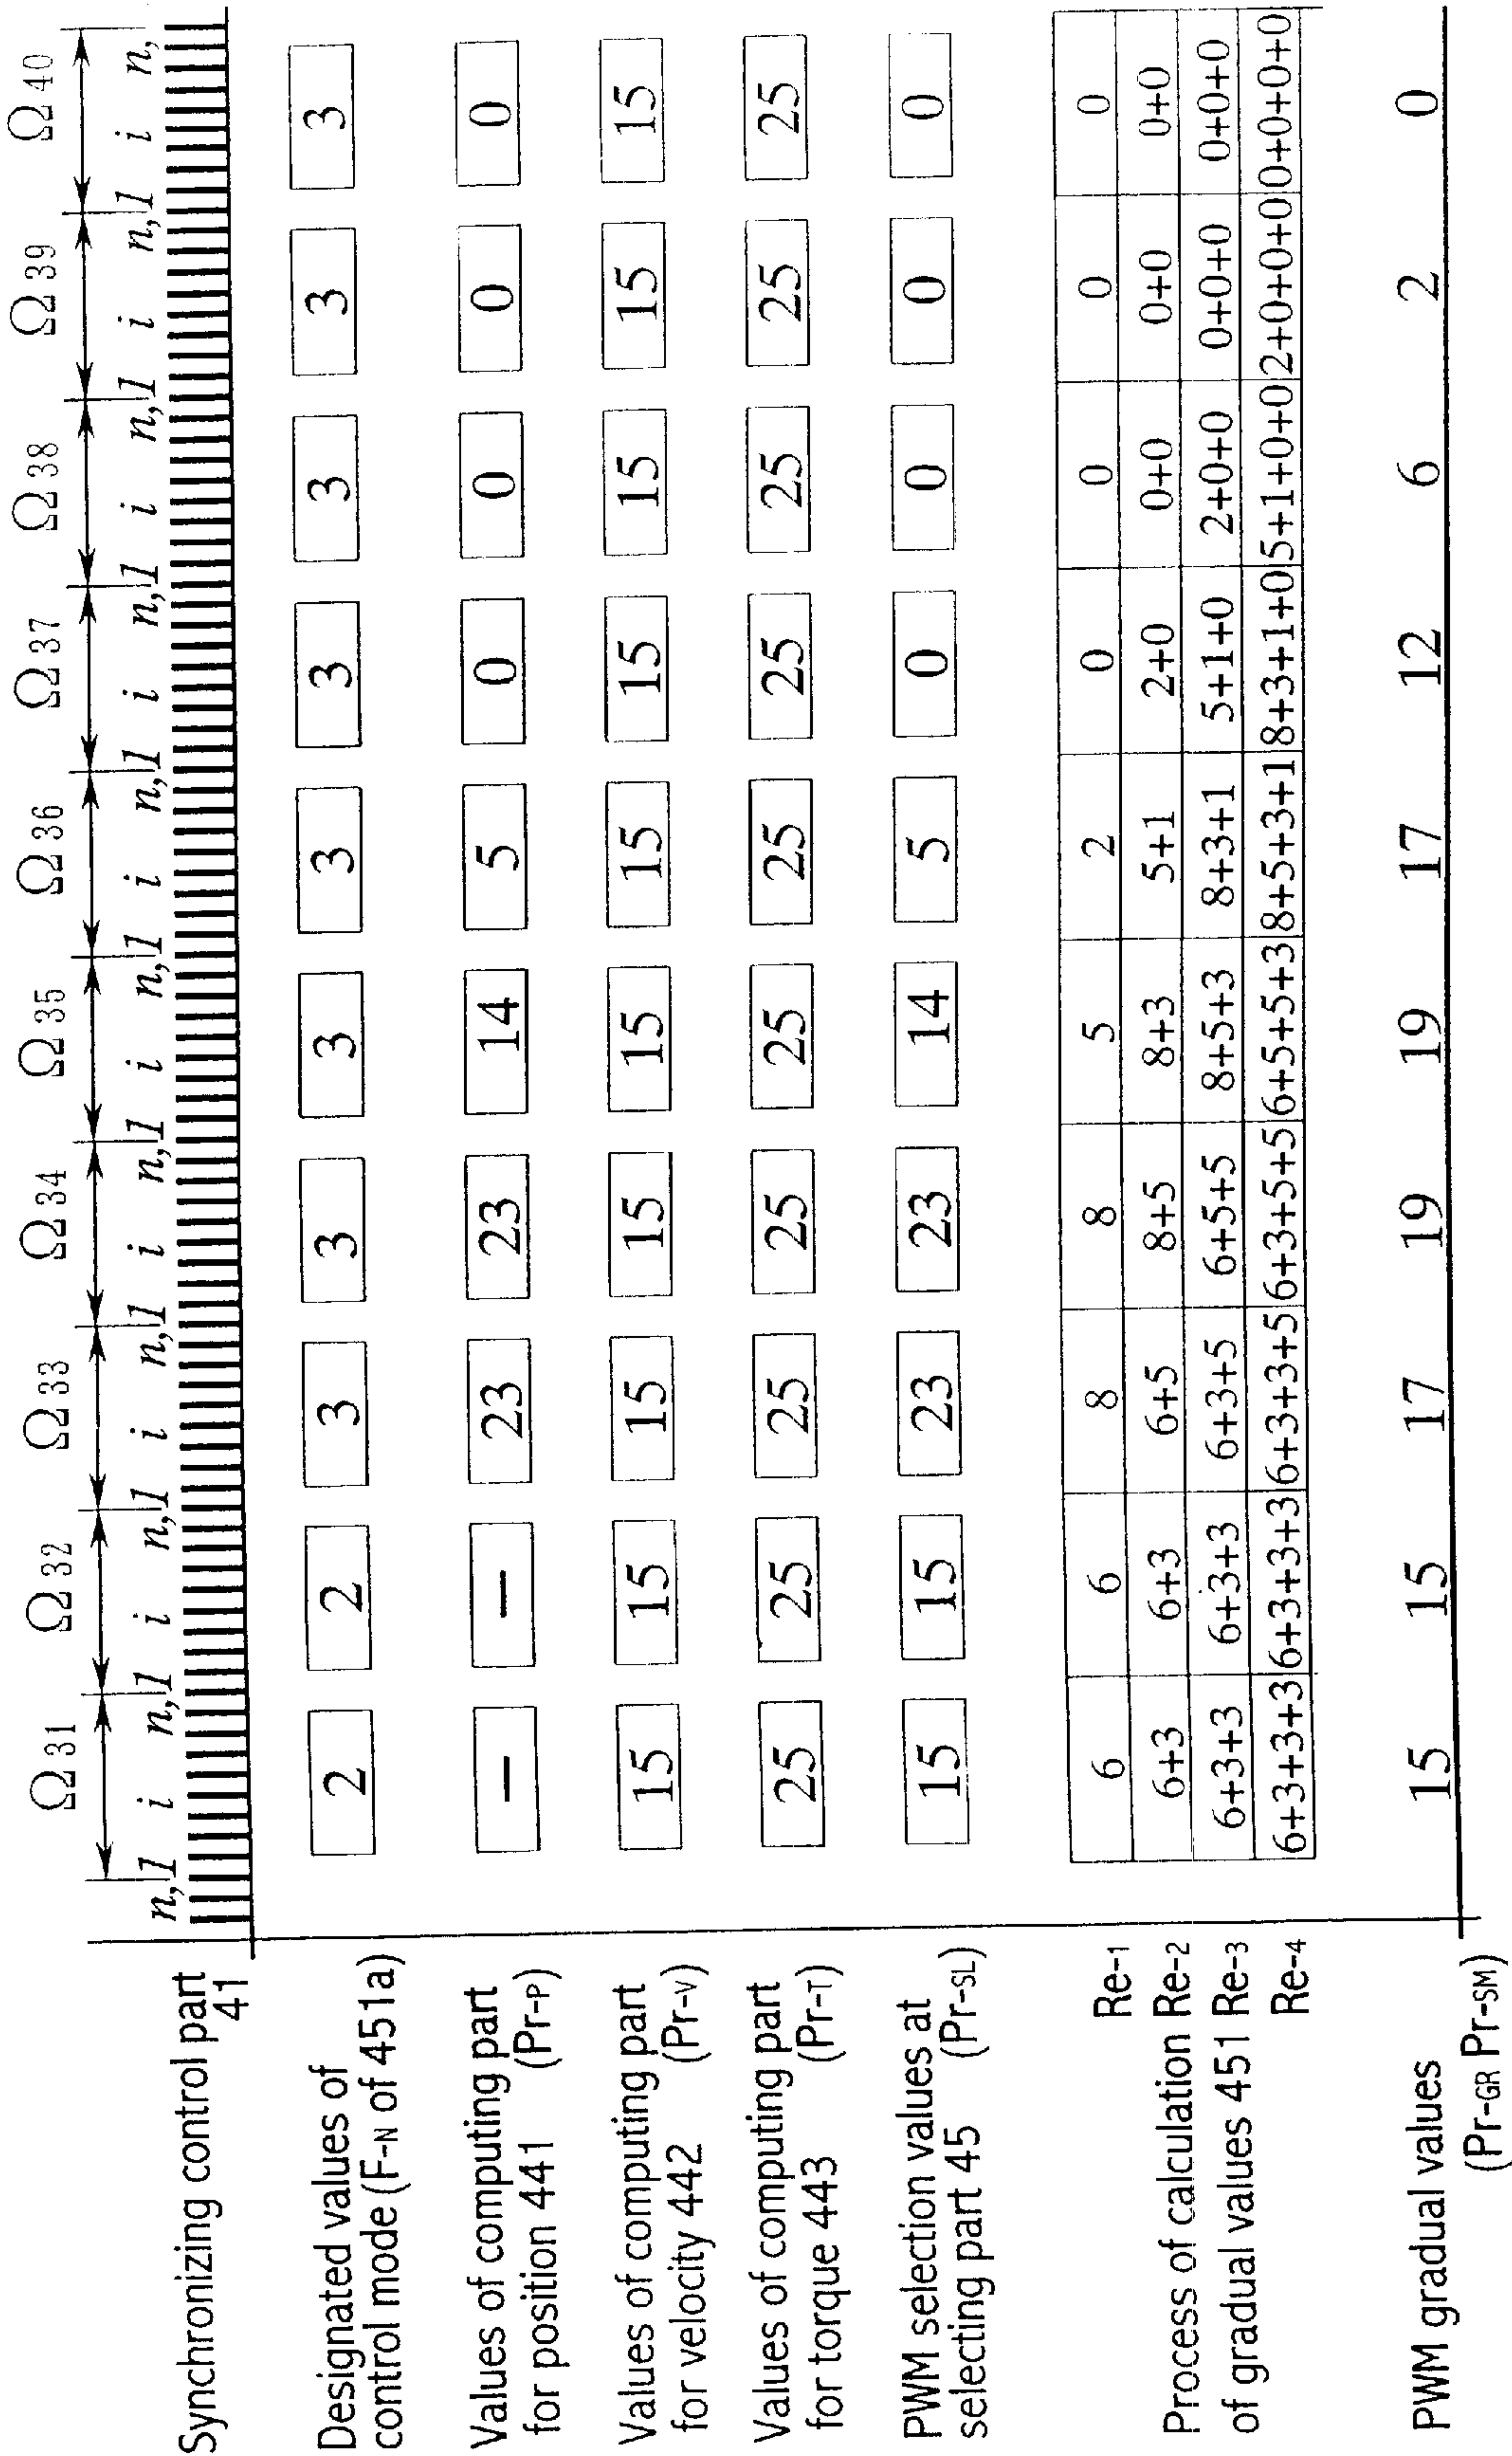 Ω31 Ω32 Ω33 Ω34 Ω35 Ω36 Ω37 Ω38 Ω39 Ω40
n,1 i n,1 i n,1 i n,1 i n,1 i n,1 i n,1 i n,1 i n,1 i n,1 i n,
Synchronizing control part
41
Designated values of
control mode (F-N of 451a)
2 2 3 3 3 3 3 3 3 3
Values of computing part
for position 441 (Pr-P)
– – 23 23 14 5 0 0 0 0
Values of computing part
for velocity 442 (Pr-V)
15 15 15 15 15 15 15 15 15 15
Values of computing part
for torque 443 (Pr-T)
25 25 25 25 25 25 25 25 25 25
PWM selection values at
selecting part 45 (Pr-SL)
15 15 23 23 14 5 0 0 0 0
Process of calculation
of gradual values 451
Re-1 6 6 8 8 5 2 0 0 0 0
Re-2 6+3 6+3 6+5 8+5 8+3 5+1 2+0 0+0 0+0 0+0
Re-3 6+3+3 6+3+3 6+3+5 6+5+5 8+5+3 8+3+1 5+1+0 2+0+0 0+0+0 0+0+0
Re-4 6+3+3+3 6+3+3+3 6+3+3+5 6+3+5+5 6+5+5+3 8+5+3+1 8+3+1+0 5+1+0+0 2+0+0+0 0+0+0+0
PWM gradual values
(Pr-GR Pr-SM)
15 15 17 19 19 17 12 6 2 0